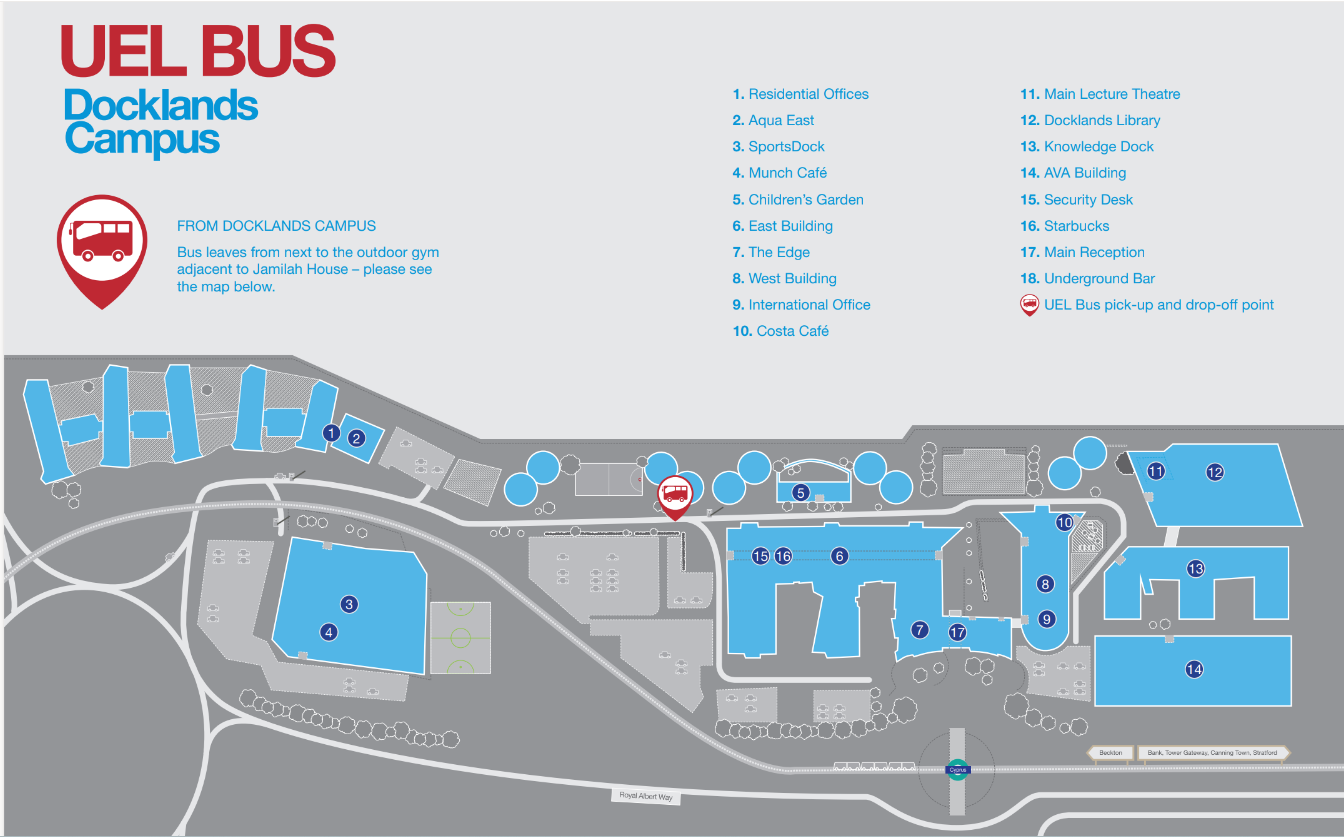 UEL BUS
Docklands
Campus
FROM DOCKLANDS CAMPUS
Bus leaves from next to the outdoor gym
adjacent to Jamilah House – please see
the map below.
1. Residential Offices
2. Aqua East
3. SportsDock
4. Munch Café
5. Children's Garden
6. East Building
7. The Edge
8. West Building
9. International Office
10. Costa Café
11. Main Lecture Theatre
12. Docklands Library
13. Knowledge Dock
14. AVA Building
15. Security Desk
16. Starbucks
17. Main Reception
18. Underground Bar
UEL Bus pick-up and drop-off point
1
2
5
11
12
10
15
16
6
13
8
3
4
9
7
17
14
Beckton
Bank, Tower Gateway, Canning Town, Stratford
Cyprus
Royal Albert Way